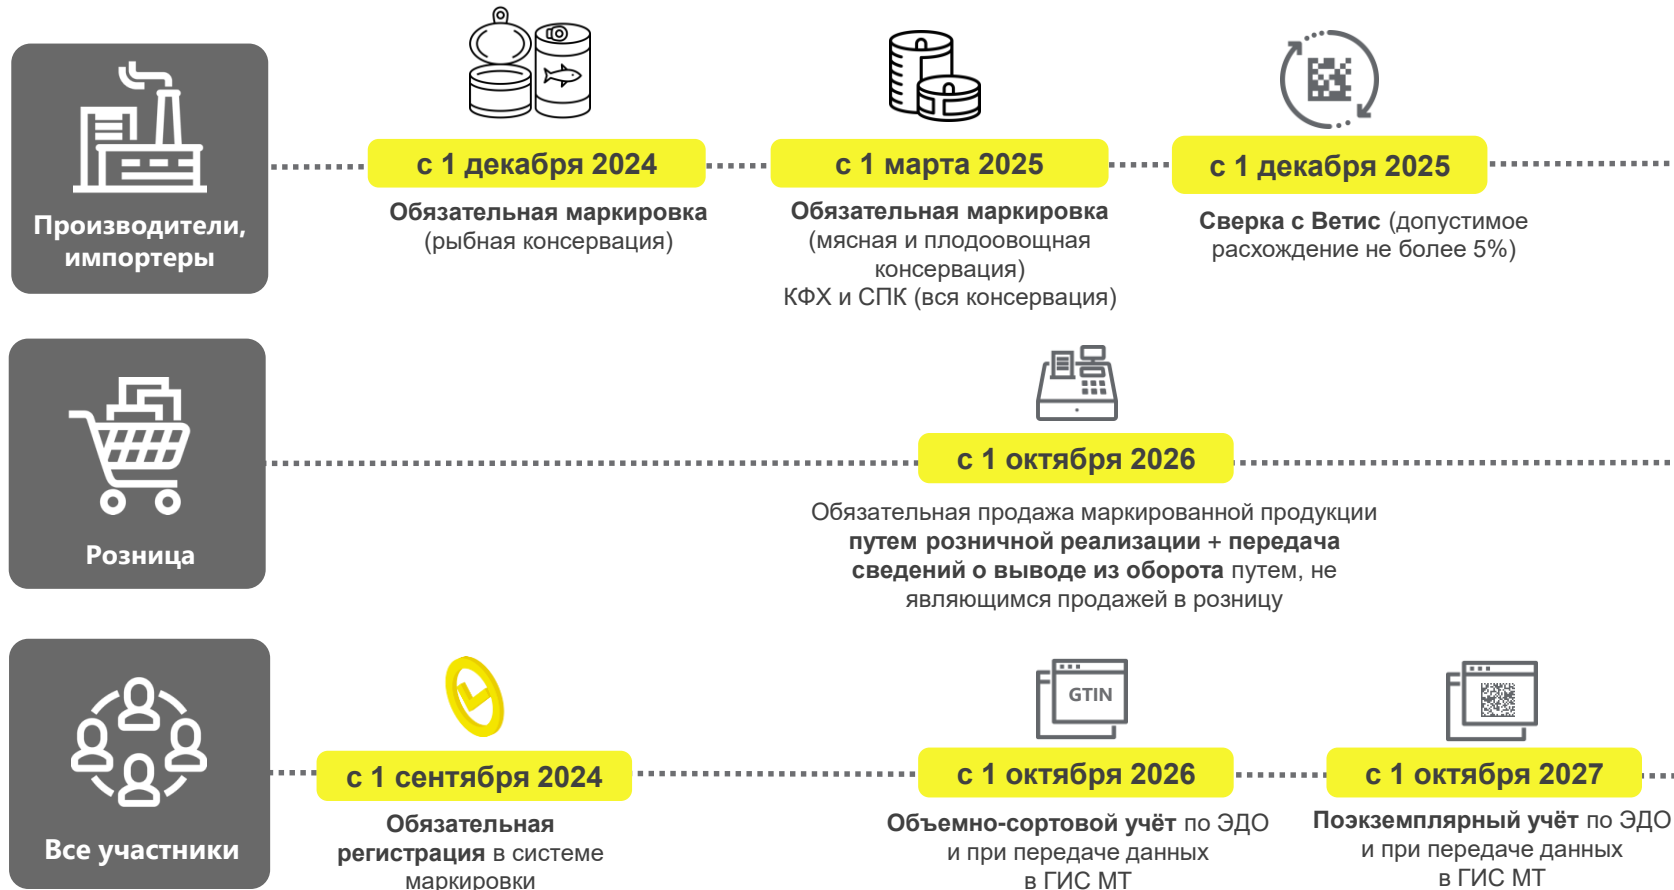 Производители,
импортеры
с 1 декабря 2024
Обязательная маркировка
(рыбная консервация)
с 1 марта 2025
Обязательная маркировка
(мясная и плодоовощная
консервация)
КФХ и СПК (вся консервация)
с 1 декабря 2025
Сверка с Ветис (допустимое
расхождение не более 5%)
Розница
с 1 октября 2026
Обязательная продажа маркированной продукции
путем розничной реализации + передача
сведений о выводе из оборота путем, не
являющимся продажей в розницу
Все участники
с 1 сентября 2024
Обязательная
регистрация в системе
маркировки
GTIN
с 1 октября 2026
Объемно-сортовой учёт по ЭДО
и при передаче данных
в ГИС МТ
с 1 октября 2027
Поэкземплярный учёт по ЭДО
и при передаче данных
в ГИС МТ